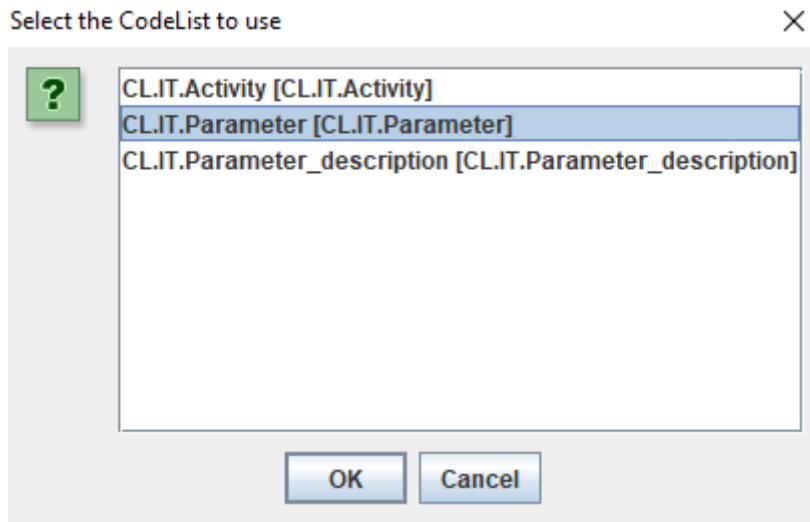 Select the CodeList to use
CL.IT.Activity [CL.IT.Activity]
CL.IT.Parameter [CL.IT.Parameter]
CL.IT.Parameter_description [CL.IT.Parameter_description]
OK
Cancel